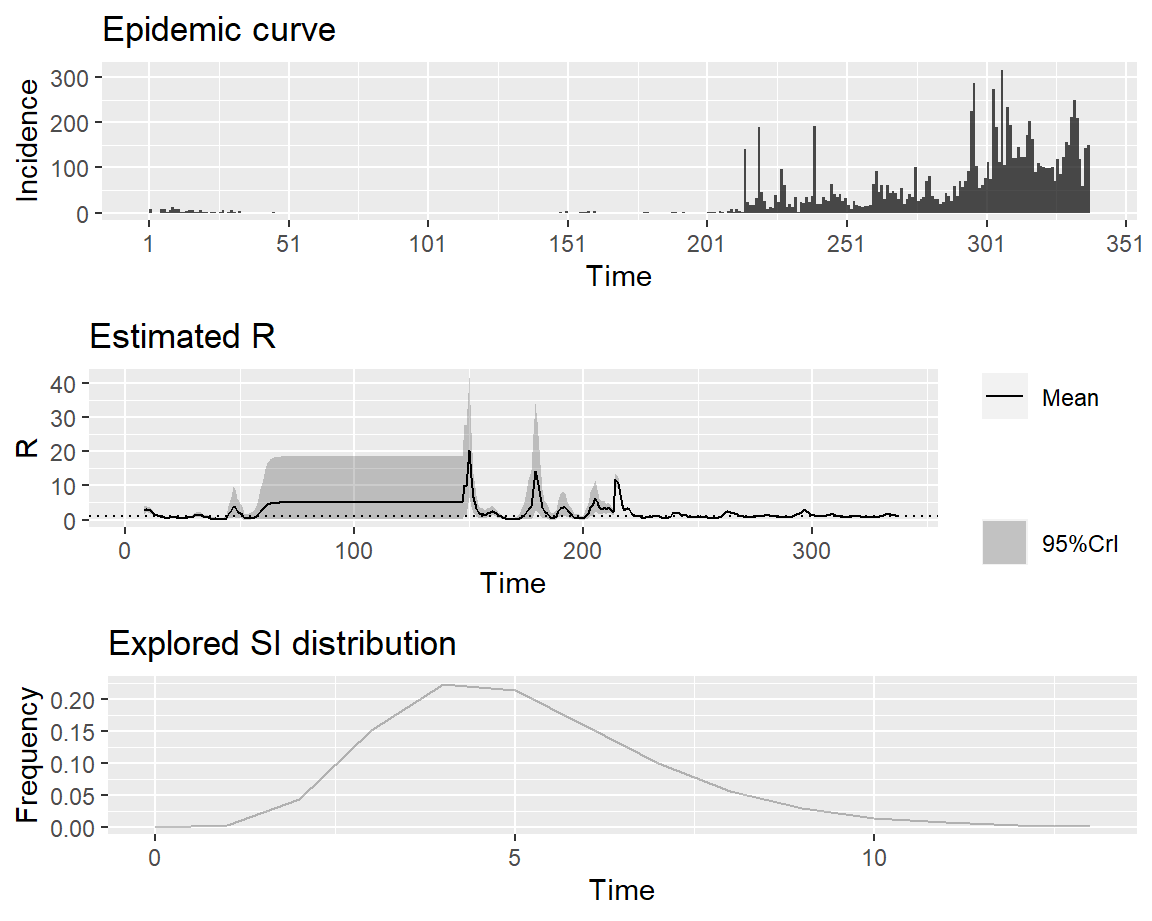 Epidemic curve
Incidence
300
200
100
0
1 51 101 151 201 251 301 351
Time
Estimated R
R
40
30
20
10
0
0 100 200 300
Time
Mean
95%CrI
Explored SI distribution
Frequency
0.20
0.15
0.10
0.05
0.00
0 5 10
Time